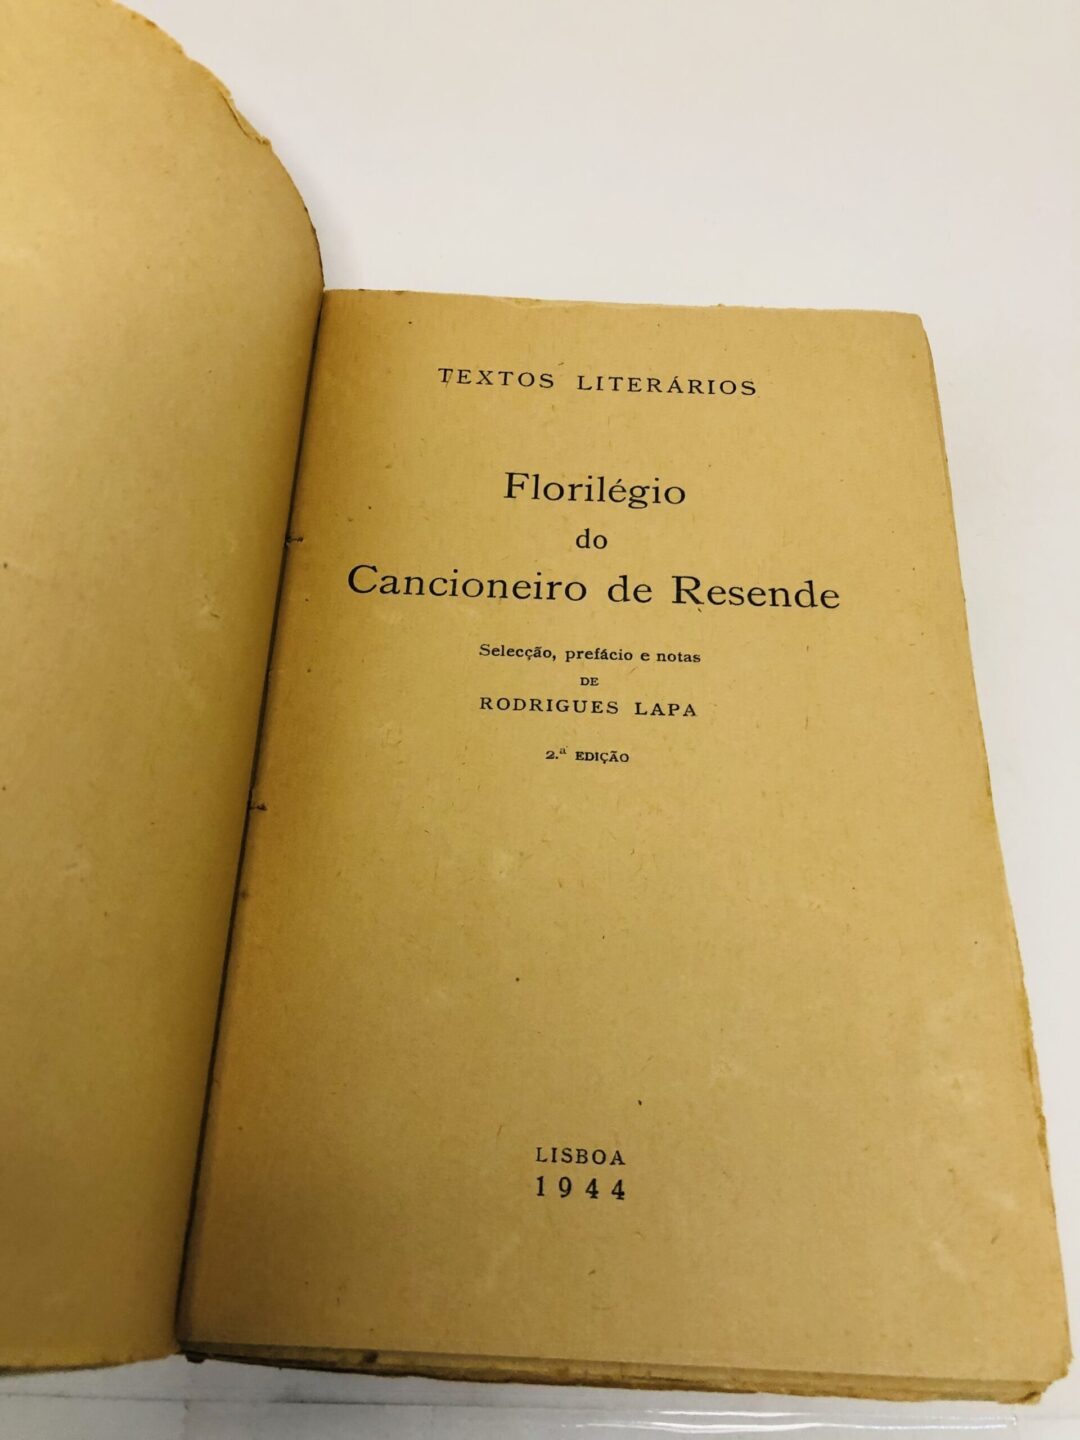 TEXTOS LITERÁRIOS
Florilégio
do
Cancioneiro de Resende
Selecção, prefácio e notas
DE
RODRIGUES LAPA
2.ª EDIÇÃO
LISBOA
1944